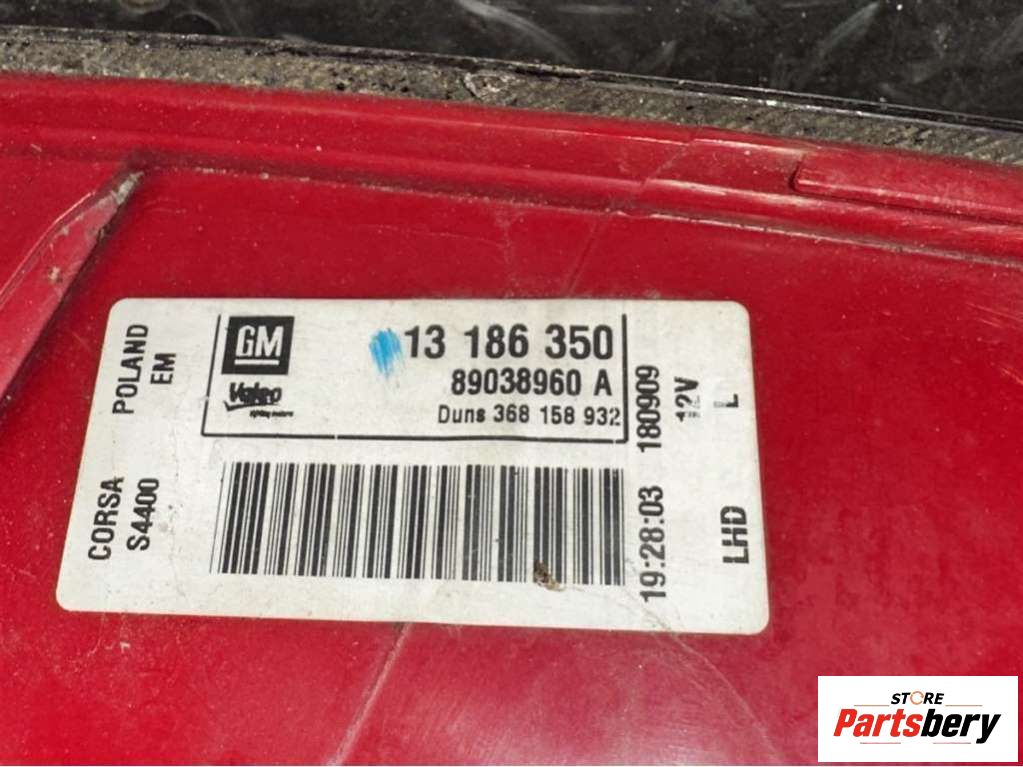 GM
13 186 350
Valeo
89038960 A
Duns 368 158 932
POLAND
EM
CORSA
S4400
19:28:03 180909
12V
L
LHD
STORE
Partsbery